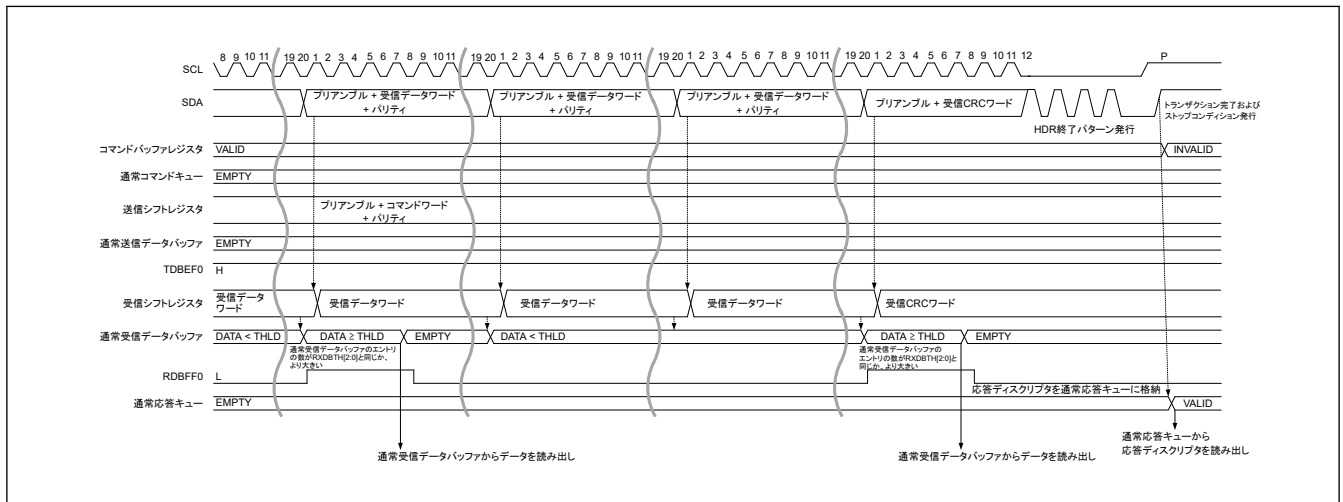 8 9 10 11 19 20 1 2 3 4 5 6 7 8 9 10 11 19 20 1 2 3 4 5 6 7 8 9 10 11 19 20 1 2 3 4 5 6 7 8 9 10 11 19 20 1 2 3 4 5 6 7 8 9 10 11 12 P
SCL
SDA
プリアンブル + 受信データワード
+ パリティ
プリアンブル + 受信データワード
+ パリティ
プリアンブル + 受信データワード
+ パリティ
プリアンブル + 受信CRCワード
HDR終了パターン発行
トランザクション完了および
ストップコンディション発行
コマンドバッファレジスタ VALID INVALID
通常コマンドキュー EMPTY
送信シフトレジスタ
プリアンブル + コマンドワード
+ パリティ
通常送信データバッファ EMPTY
TDBEF0 H
受信シフトレジスタ
受信データ
ワード
受信データワード 受信データワード 受信データワード 受信CRCワード
通常受信データバッファ DATA < THLD DATA ≥ THLD EMPTY DATA < THLD DATA ≥ THLD EMPTY
通常受信データバッファのエントリ
の数がRXDBTH[2:0]と同じか、
より大きい
通常受信データバッファの
エントリの数がRXDBTH[2:0]と
同じか、より大きい
RDBFF0 L
応答ディスクリプタを通常応答キューに格納
通常応答キュー EMPTY VALID
通常受信データバッファからデータを読み出し
通常受信データバッファからデータを読み出し
通常応答キューから
応答ディスクリプタを読み出し